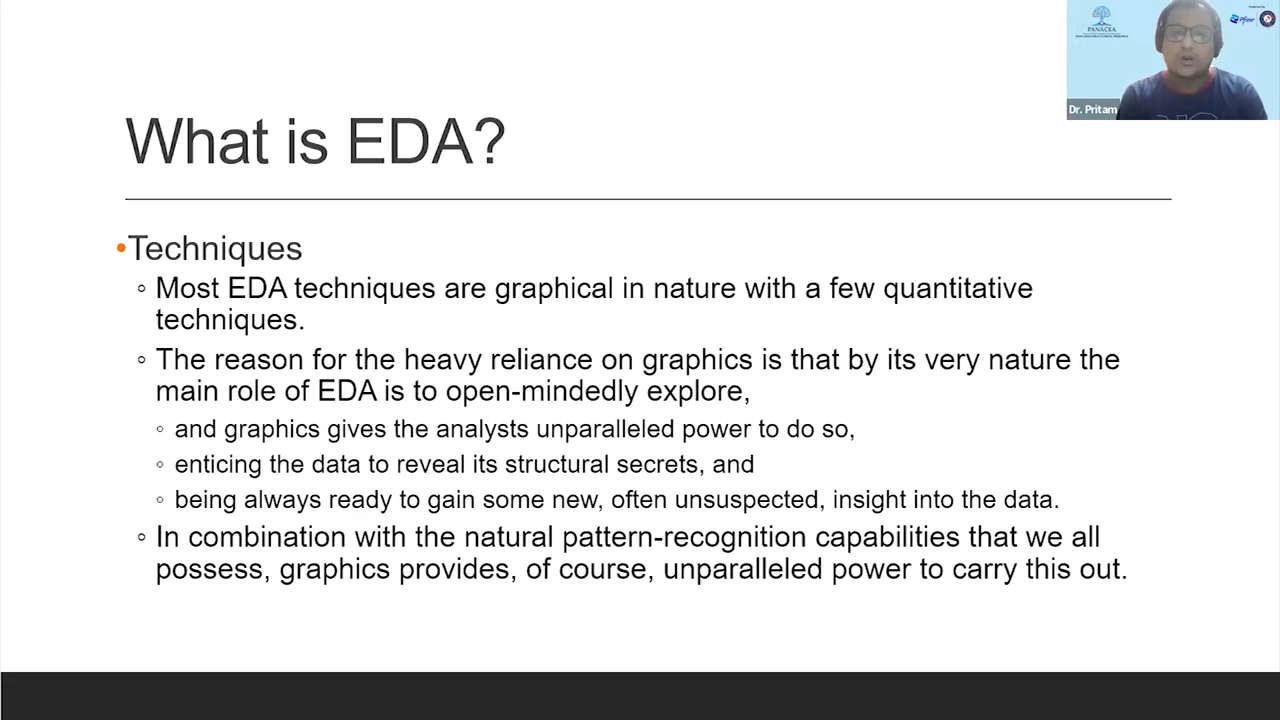 PANACEA
Pfizer
Dr. Pritam
What is EDA?
•Techniques
◦ Most EDA techniques are graphical in nature with a few quantitative
techniques.
◦ The reason for the heavy reliance on graphics is that by its very nature the
main role of EDA is to open-mindedly explore,
◦ and graphics gives the analysts unparalleled power to do so,
◦ enticing the data to reveal its structural secrets, and
◦ being always ready to gain some new, often unsuspected, insight into the data.
◦ In combination with the natural pattern-recognition capabilities that we all
possess, graphics provides, of course, unparalleled power to carry this out.